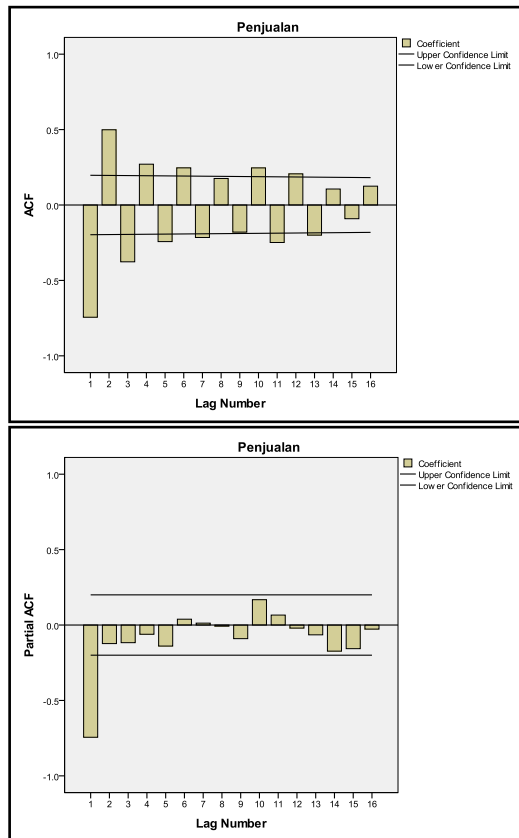 Penjualan
Coefficient
Upper Confidence Limit
Lower Confidence Limit
1.0
0.5
0.0
-0.5
-1.0
ACF
1 2 3 4 5 6 7 8 9 10 11 12 13 14 15 16
Lag Number
Penjualan
Coefficient
Upper Confidence Limit
Lower Confidence Limit
1.0
0.5
0.0
-0.5
-1.0
Partial ACF
1 2 3 4 5 6 7 8 9 10 11 12 13 14 15 16
Lag Number